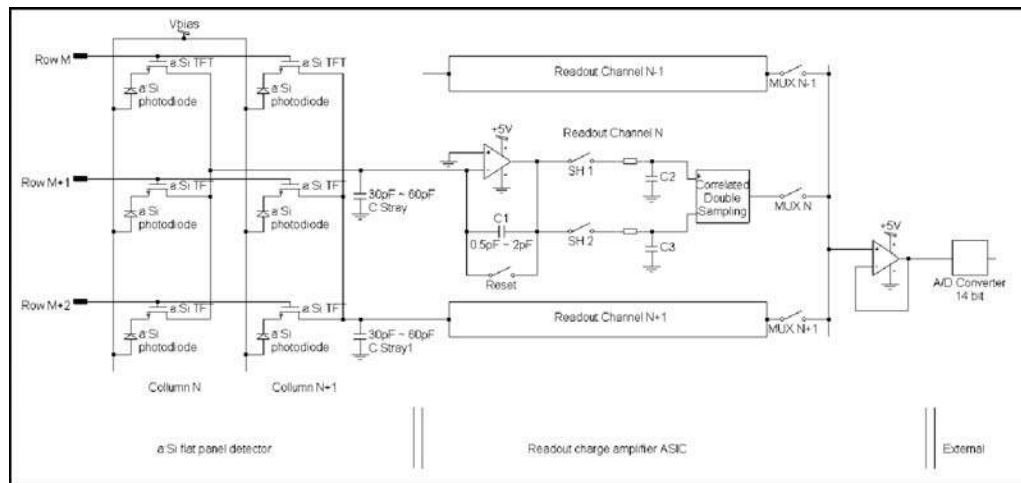 Vbias
Row M
a:Si TFT
a:Si TFT
a:Si
photodiode
a:Si
photodiode
Readout Channel N-1
MUX N-1
+5V
Readout Channel N
SH 1
C2
Row M+1
a:Si TFT
a:Si TFT
a:Si
photodiode
a:Si
photodiode
30pF ~ 60pF
C Stray
C1
0.5pF ~ 2pF
SH 2
C3
Correlated
Double
Sampling
MUX N
Reset
+5V
A/D Converter
14 bit
Row M+2
a:Si TFT
a:Si TFT
a:Si
photodiode
a:Si
photodiode
30pF ~ 60pF
C Stray1
Readout Channel N+1
MUX N+1
Collumn N
Collumn N+1
a:Si flat panel detector
Readout charge amplifier ASIC
External